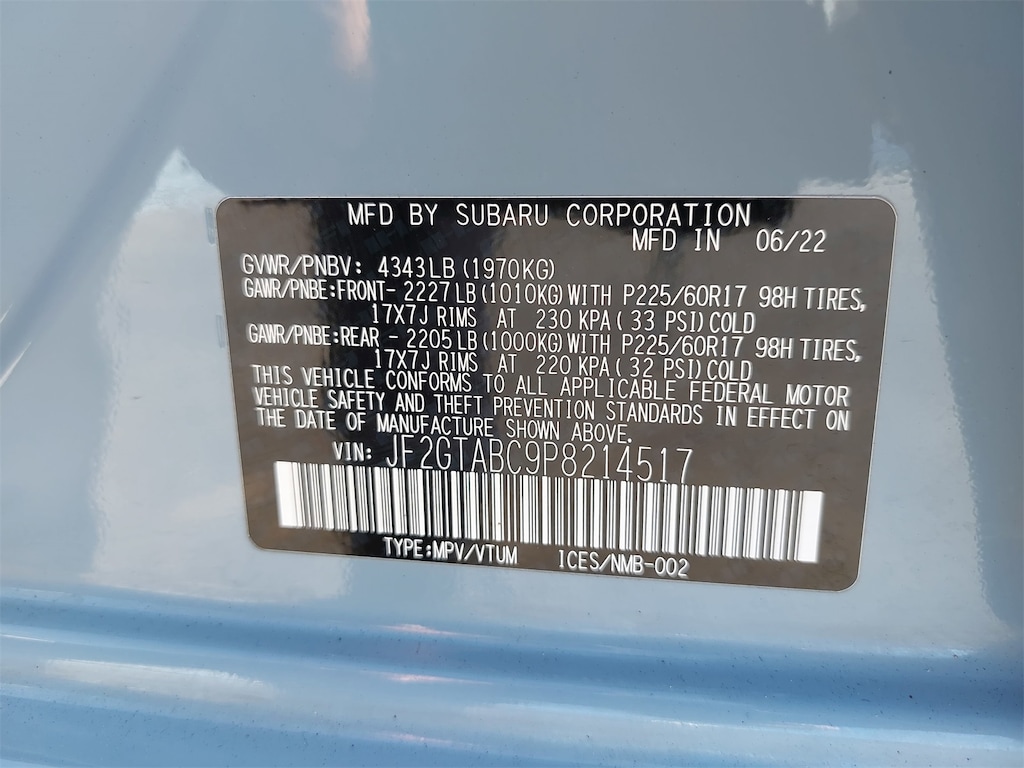 MFD BY SUBARU CORPORATION
MFD IN 06/22
GVWR/PNBV: 4343LB (1970KG)
GAWR/PNBE:FRONT- 2227LB (1010KG) WITH P225/60R17 98H TIRES,
17X7J RIMS AT 230 KPA ( 33 PSI) COLD
GAWR/PNBE:REAR - 2205LB (1000KG) WITH P225/60R17 98H TIRES,
17X7J RIMS AT 220 KPA ( 32 PSI) COLD
THIS VEHICLE CONFORMS TO ALL APPLICABLE FEDERAL MOTOR
VEHICLE SAFETY AND THEFT PREVENTION STANDARDS IN EFFECT ON
THE DATE OF MANUFACTURE SHOWN ABOVE.
VIN: JF2GTABC9P8214517
TYPE:MPV/VTUM ICES/NMB-002